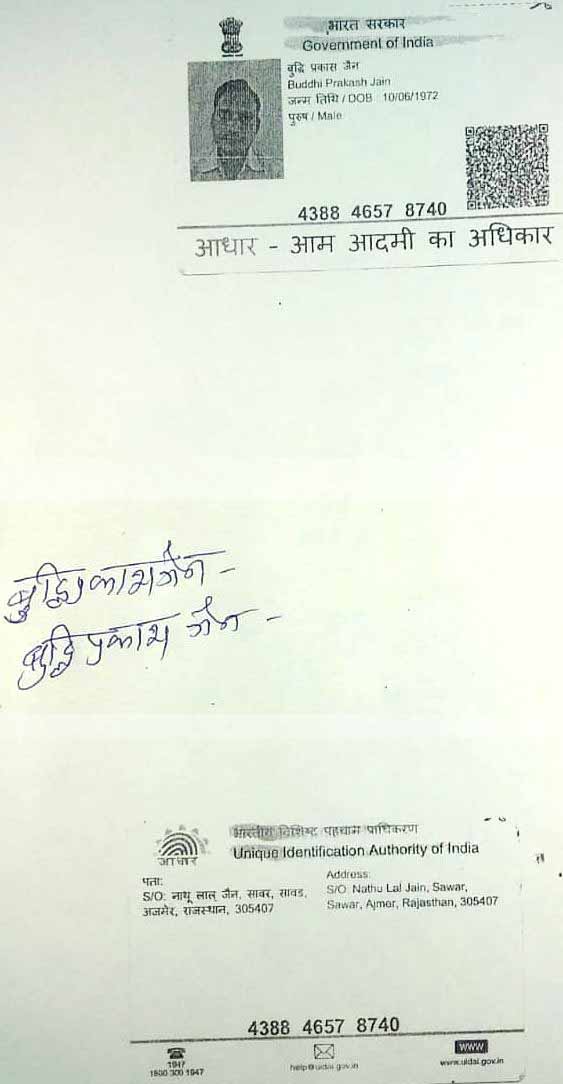 भारत सरकार
Government of India
बुद्धि प्रकास जैन
Buddhi Prakash Jain
जन्म तिथि / DOB : 10/06/1972
पुरुष / Male
4388 4657 8740
आधार - आम आदमी का अधिकार
बुद्धि प्रकाश जैन -
बुद्धि प्रकाश जैन -
भारतीय विशिष्ट पहचान प्राधिकरण
आधार
Unique Identification Authority of India
पता:
S/O: नाथू लाल जैन, सावर, सावड,
अजमेर, राजस्थान, 305407
Address:
S/O: Nathu Lal Jain, Sawar,
Sawar, Ajmer, Rajasthan, 305407
4388 4657 8740
1947
1800 300 1947
help@uidai.gov.in
WWW
www.uidai.gov.in